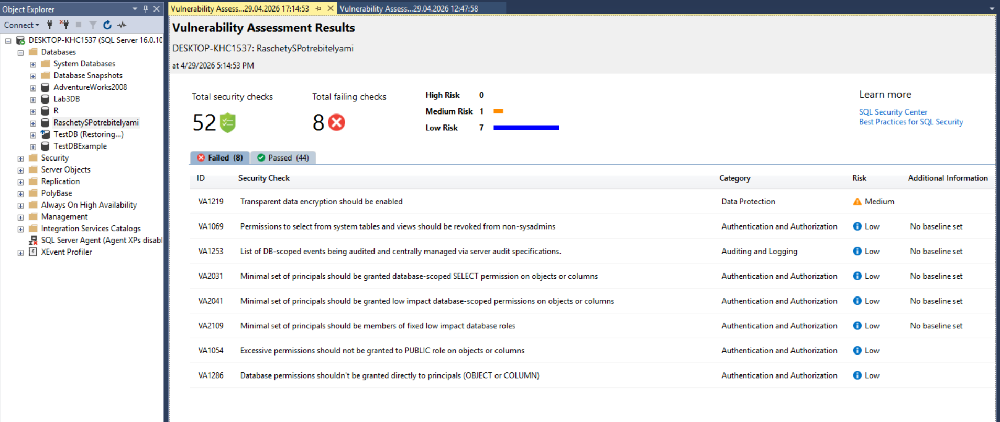 Object Explorer
Connect
DESKTOP-KHC1537 (SQL Server 16.0.10
Databases
System Databases
Database Snapshots
AdventureWorks2008
Lab3DB
R
RaschetySPotrebitelyami
TestDB (Restoring...)
TestDBExample
Security
Server Objects
Replication
PolyBase
Always On High Availability
Management
Integration Services Catalogs
SQL Server Agent (Agent XPs disabl
XEvent Profiler
Vulnerability Assess...29.04.2026 17:14:53
Vulnerability Assess...29.04.2026 12:47:58
Vulnerability Assessment Results
DESKTOP-KHC1537: RaschetySPotrebitelyami
at 4/29/2026 5:14:53 PM
Total security checks
52
Total failing checks
8
High Risk 0
Medium Risk 1
Low Risk 7
Learn more
SQL Security Center
Best Practices for SQL Security
Failed (8)
Passed (44)
ID Security Check Category Risk Additional Information
VA1219 Transparent data encryption should be enabled Data Protection Medium
VA1069 Permissions to select from system tables and views should be revoked from non-sysadmins Authentication and Authorization Low No baseline set
VA1253 List of DB-scoped events being audited and centrally managed via server audit specifications. Auditing and Logging Low No baseline set
VA2031 Minimal set of principals should be granted database-scoped SELECT permission on objects or columns Authentication and Authorization Low No baseline set
VA2041 Minimal set of principals should be granted low impact database-scoped permissions on objects or columns Authentication and Authorization Low No baseline set
VA2109 Minimal set of principals should be members of fixed low impact database roles Authentication and Authorization Low No baseline set
VA1054 Excessive permissions should not be granted to PUBLIC role on objects or columns Authentication and Authorization Low
VA1286 Database permissions shouldn't be granted directly to principals (OBJECT or COLUMN) Authentication and Authorization Low